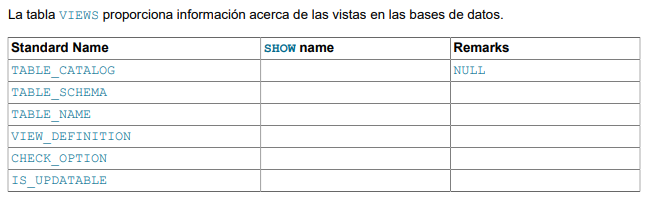 La tabla VIEWS proporciona información acerca de las vistas en las bases de datos.
Standard Name SHOW name Remarks
TABLE_CATALOG NULL
TABLE_SCHEMA
TABLE_NAME
VIEW_DEFINITION
CHECK_OPTION
IS_UPDATABLE